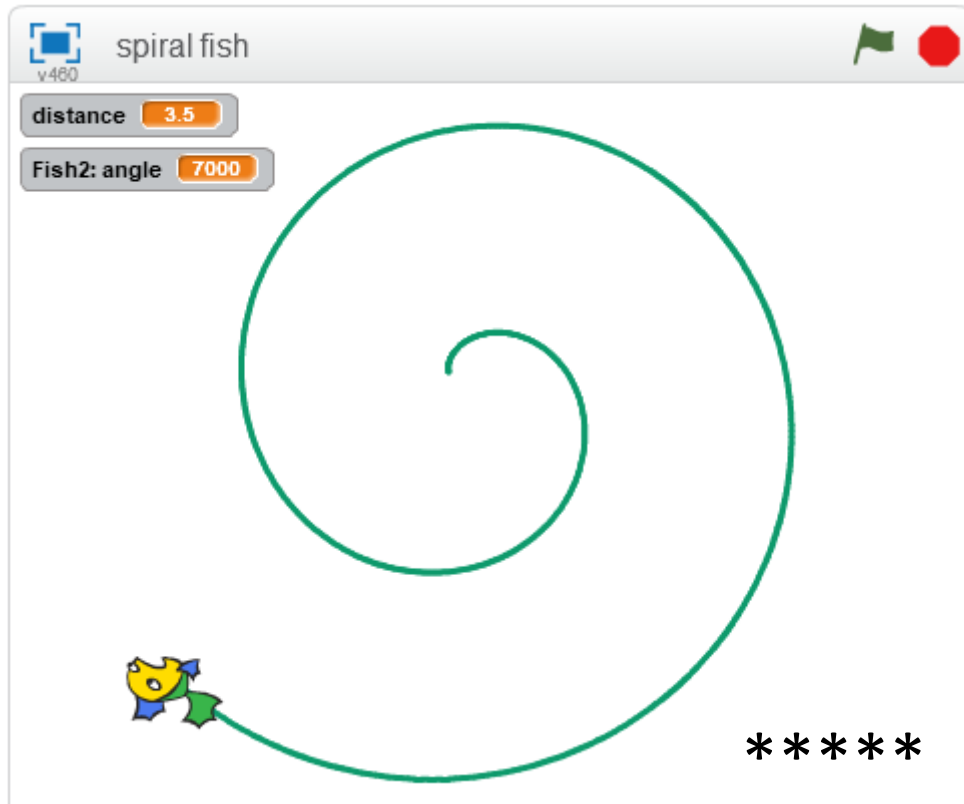 spiral fish
v460
distance 3.5
Fish2: angle 7000
*****